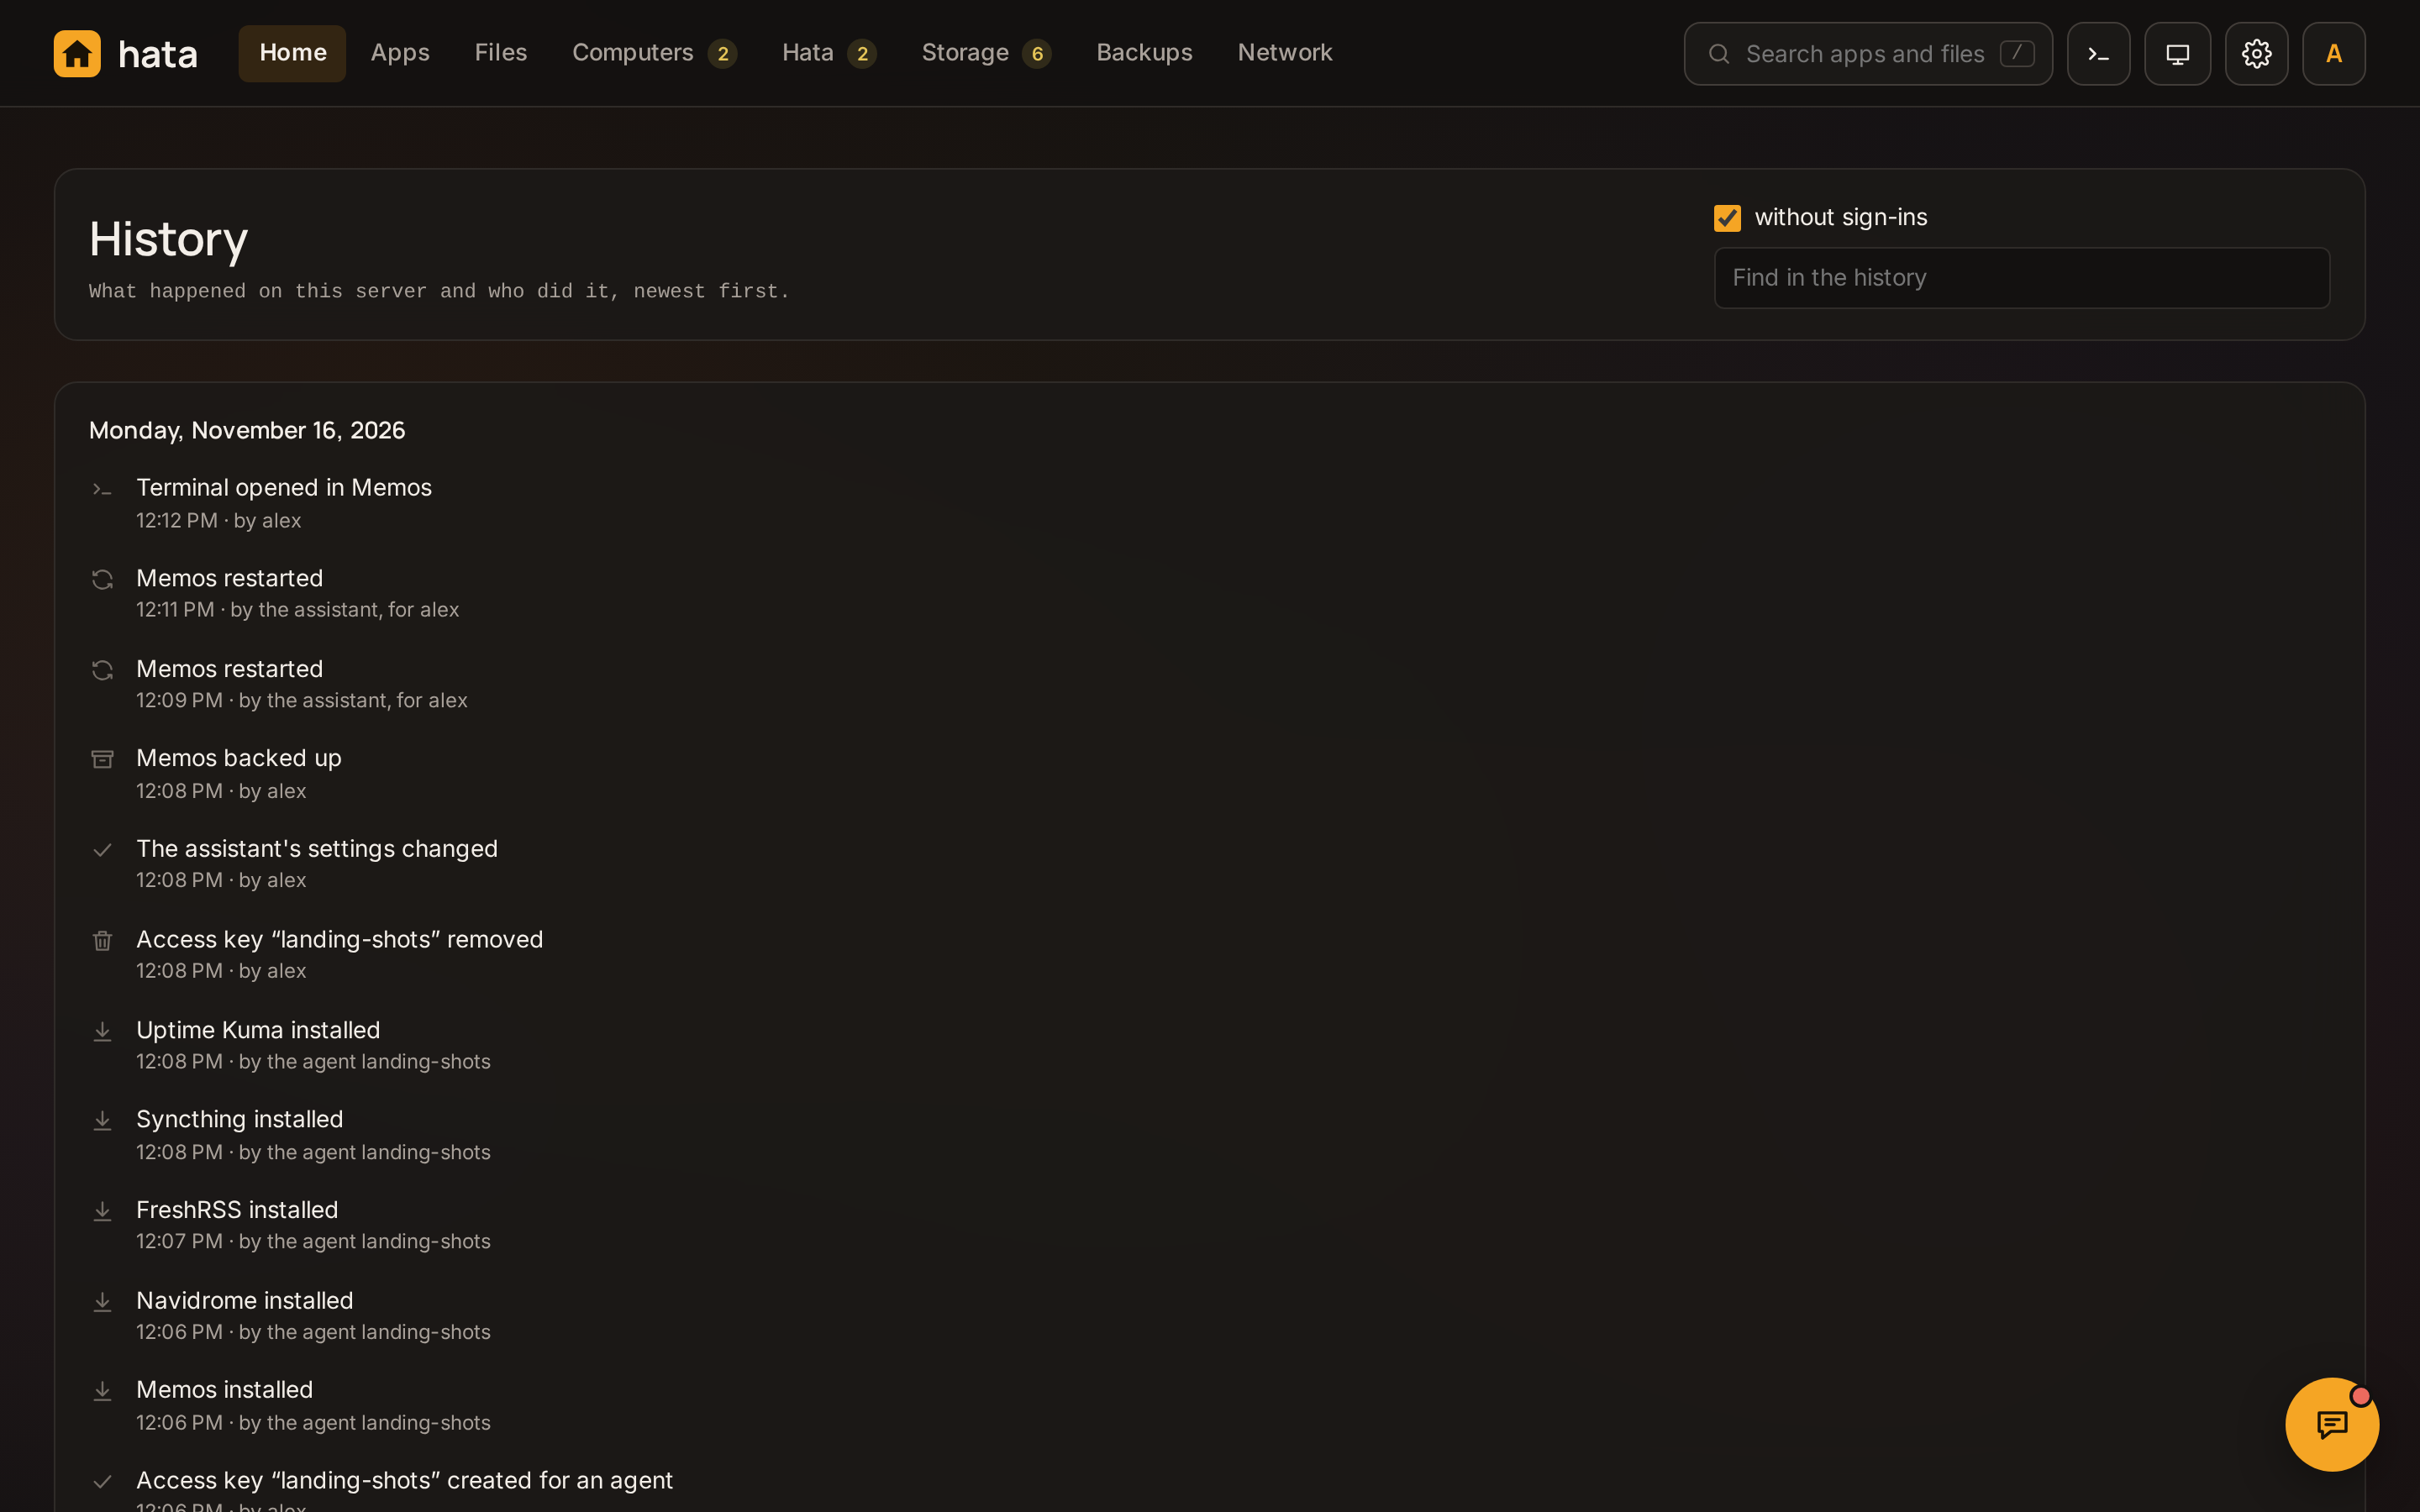 hata
Home
Apps
Files
Computers 2
Hata 2
Storage 6
Backups
Network
Search apps and files /
A
History
What happened on this server and who did it, newest first.
without sign-ins
Find in the history
Monday, November 16, 2026
Terminal opened in Memos
12:12 PM · by alex
Memos restarted
12:11 PM · by the assistant, for alex
Memos restarted
12:09 PM · by the assistant, for alex
Memos backed up
12:08 PM · by alex
The assistant's settings changed
12:08 PM · by alex
Access key “landing-shots” removed
12:08 PM · by alex
Uptime Kuma installed
12:08 PM · by the agent landing-shots
Syncthing installed
12:08 PM · by the agent landing-shots
FreshRSS installed
12:07 PM · by the agent landing-shots
Navidrome installed
12:06 PM · by the agent landing-shots
Memos installed
12:06 PM · by the agent landing-shots
Access key “landing-shots” created for an agent
12:06 PM · by alex